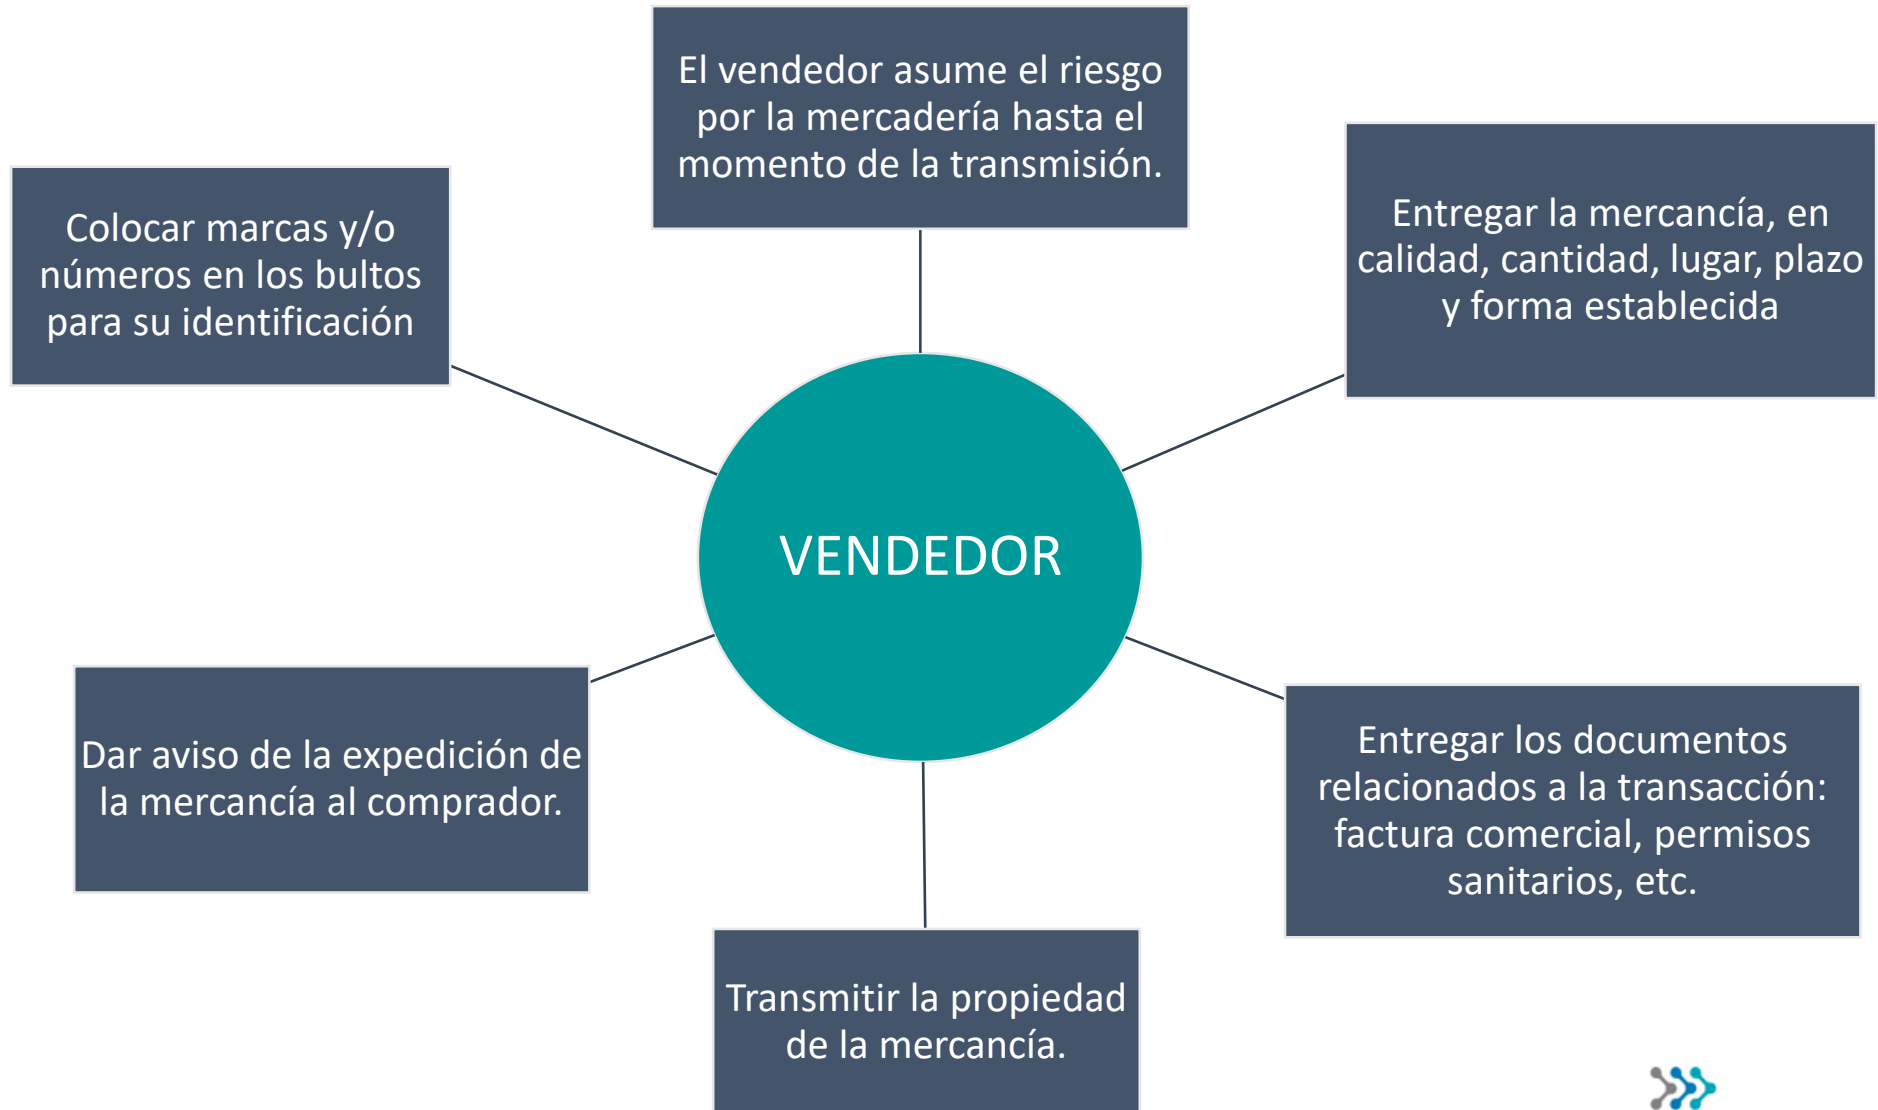 El vendedor asume el riesgo
por la mercadería hasta el
momento de la transmisión.
Entregar la mercancía, en
calidad, cantidad, lugar, plazo
y forma establecida
Colocar marcas y/o
números en los bultos
para su identificación
VENDEDOR
Dar aviso de la expedición de
la mercancía al comprador.
Entregar los documentos
relacionados a la transacción:
factura comercial, permisos
sanitarios, etc.
Transmitir la propiedad
de la mercancía.